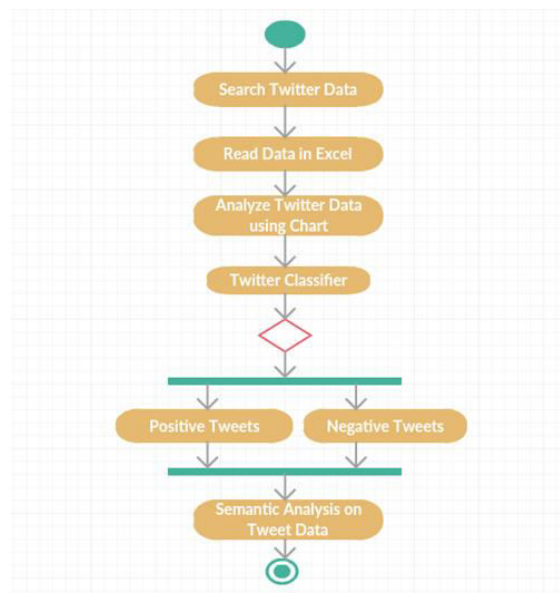 Search Twitter Data
Read Data in Excel
Analyze Twitter Data
using Chart
Twitter Classifier
Positive Tweets
Negative Tweets
Semantic Analysis on
Tweet Data